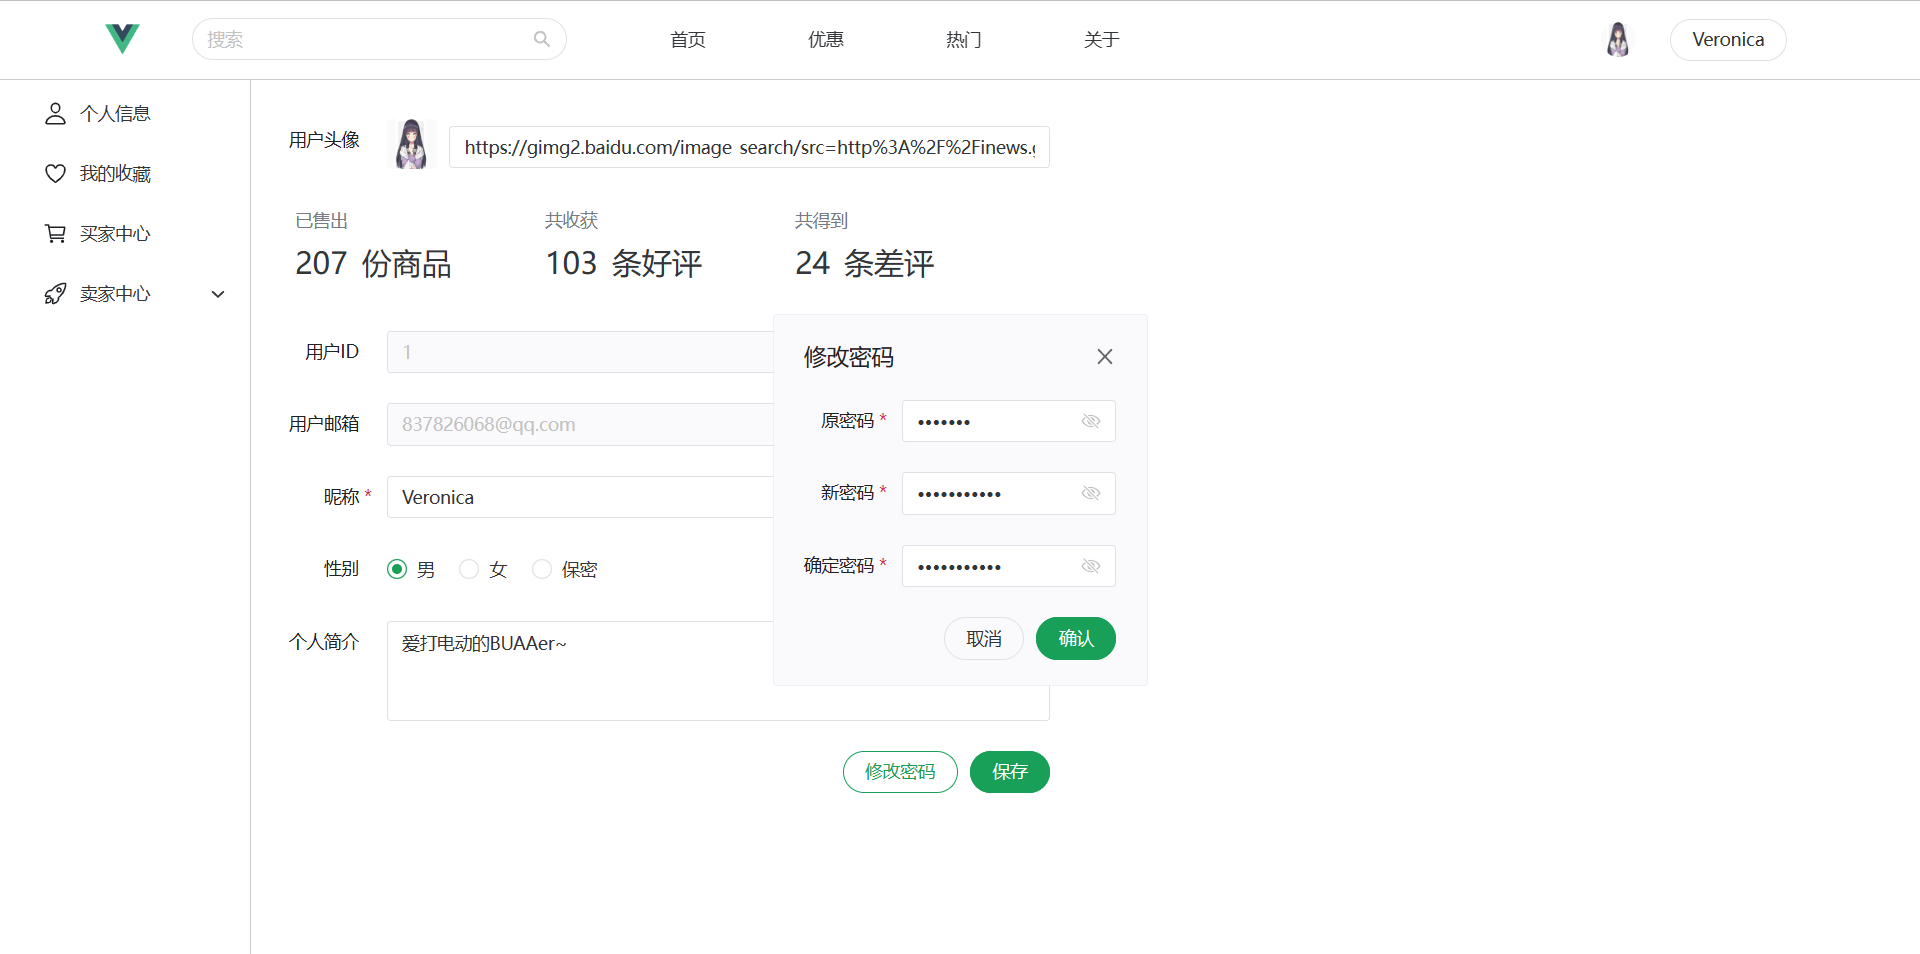 搜索
首页
优惠
热门
关于
Veronica
个人信息
我的收藏
买家中心
卖家中心
用户头像
https://gimg2.baidu.com/image_search/src=http%3A%2F%2Finews.g
已售出
207 份商品
共收获
103 条好评
共得到
24 条差评
用户ID
1
用户邮箱
837826068@qq.com
昵称 *
Veronica
性别
男
女
保密
个人简介
爱打电动的BUAAer~
修改密码
原密码 *
•••••••
新密码 *
•••••••••••
确定密码 *
•••••••••••
取消
确认
修改密码
保存